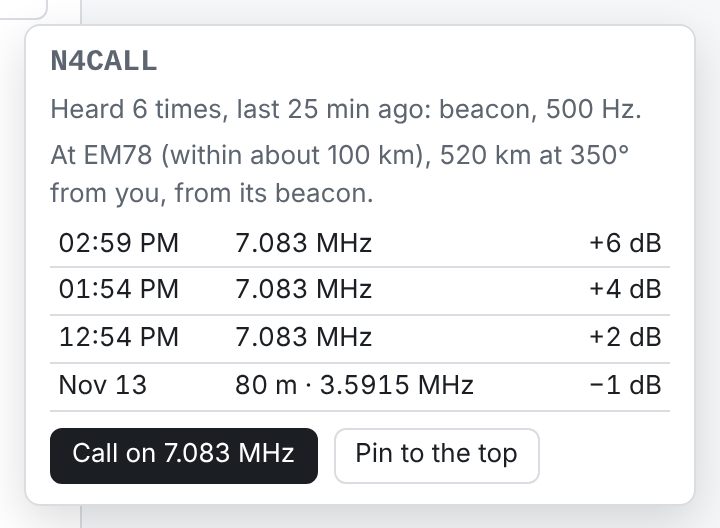 N4CALL
Heard 6 times, last 25 min ago: beacon, 500 Hz.
At EM78 (within about 100 km), 520 km at 350°
from you, from its beacon.
02:59 PM 7.083 MHz +6 dB
01:54 PM 7.083 MHz +4 dB
12:54 PM 7.083 MHz +2 dB
Nov 13 80 m · 3.5915 MHz −1 dB
Call on 7.083 MHz Pin to the top